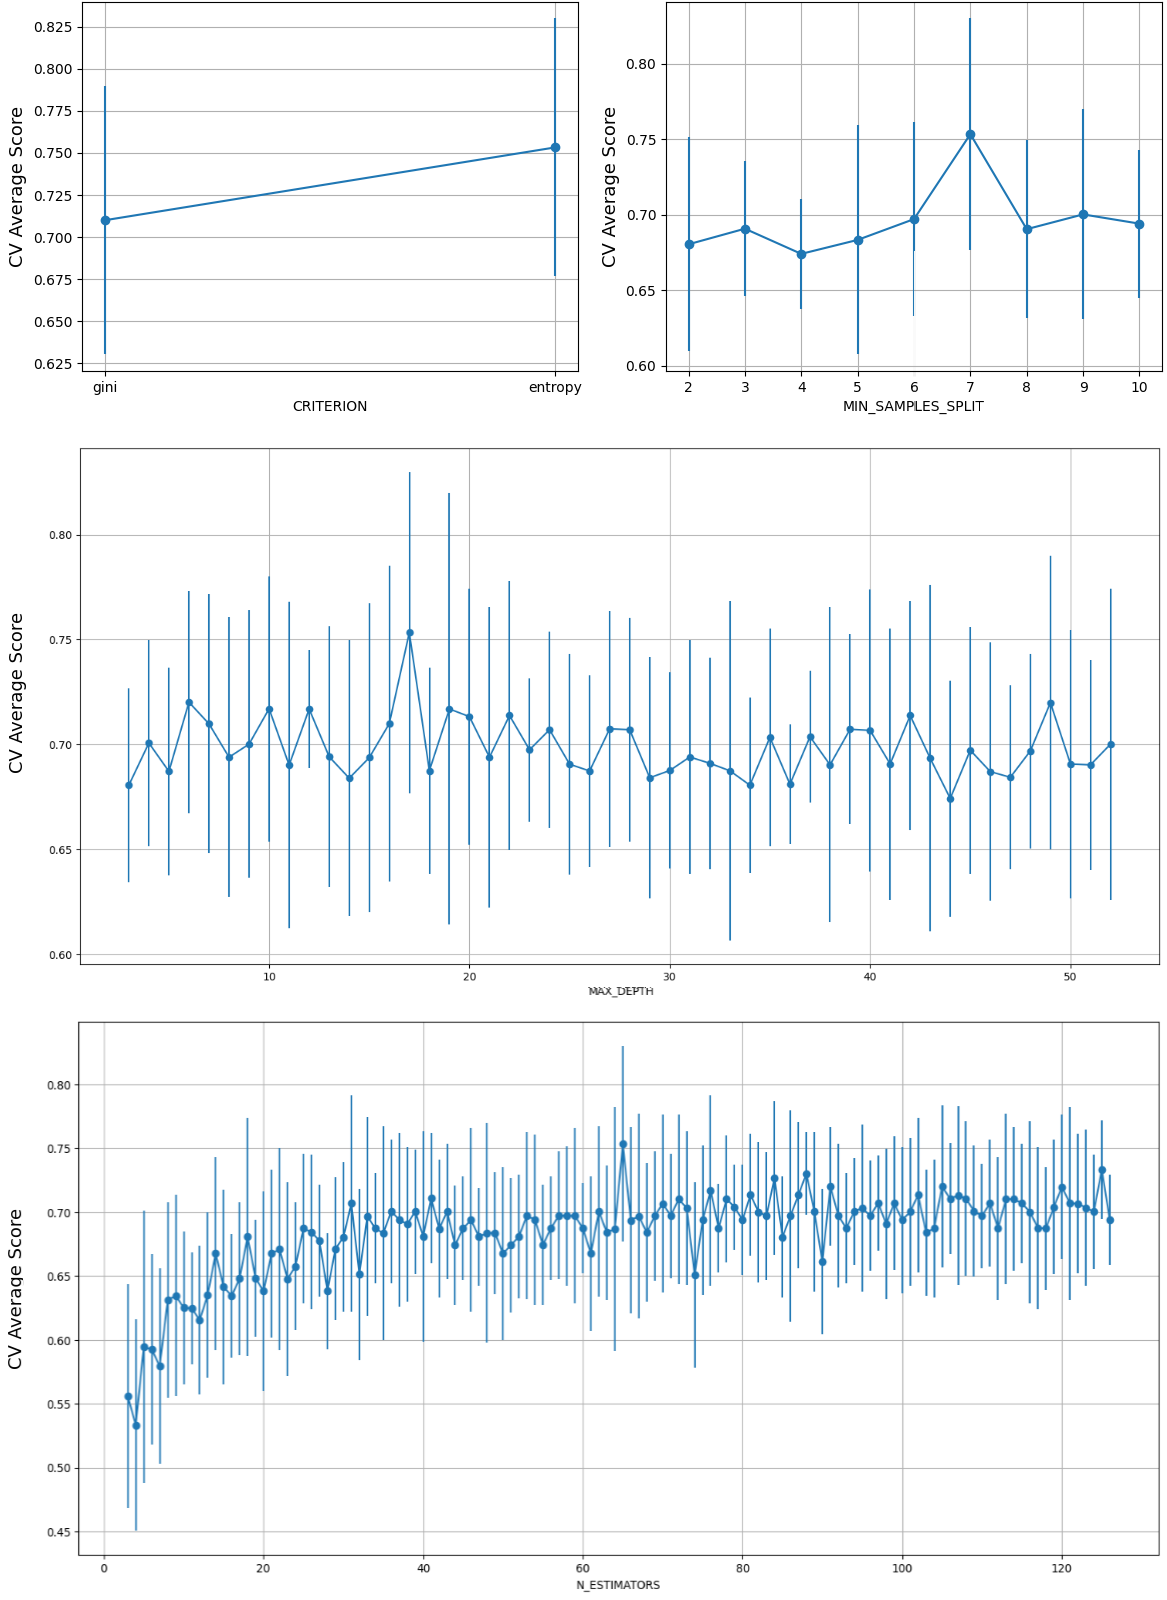 CV Average Score
0.825
0.800
0.775
0.750
0.725
0.700
0.675
0.650
0.625
gini
entropy
CRITERION
CV Average Score
0.80
0.75
0.70
0.65
0.60
2 3 4 5 6 7 8 9 10
MIN_SAMPLES_SPLIT
CV Average Score
0.80
0.75
0.70
0.65
0.60
10 20 30 40 50
MAX_DEPTH
CV Average Score
0.80
0.75
0.70
0.65
0.60
0.55
0.50
0.45
0 20 40 60 80 100 120
N_ESTIMATORS